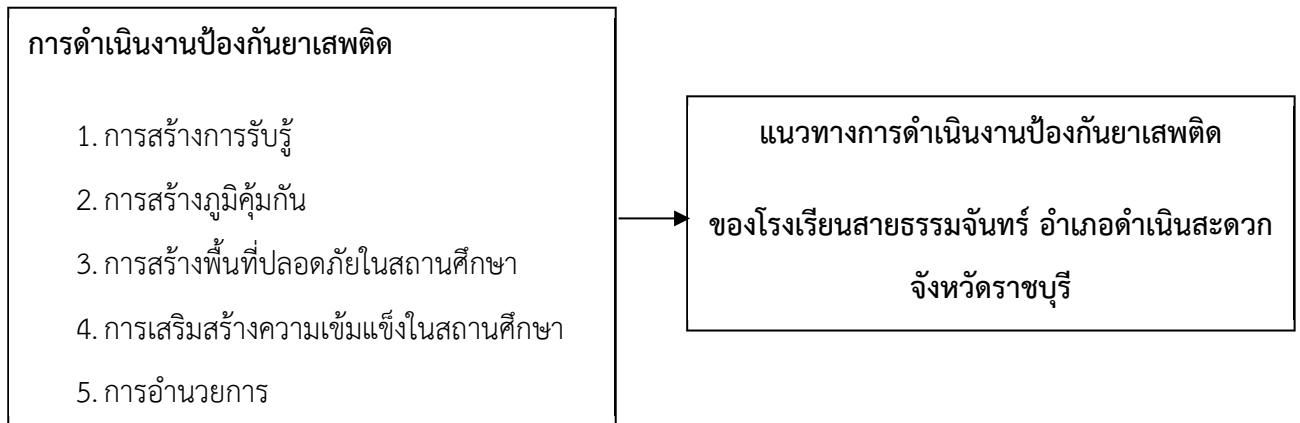 การดำเนินงานป้องกันยาเสพติด
1. การสร้างการรับรู้
2. การสร้างภูมิคุ้มกัน
3. การสร้างพื้นที่ปลอดภัยในสถานศึกษา
4. การเสริมสร้างความเข้มแข็งในสถานศึกษา
5. การอำนวยการ
แนวทางการดำเนินงานป้องกันยาเสพติด
ของโรงเรียนสายธรรมจันทร์ อำเภอดำเนินสะดวก
จังหวัดราชบุรี